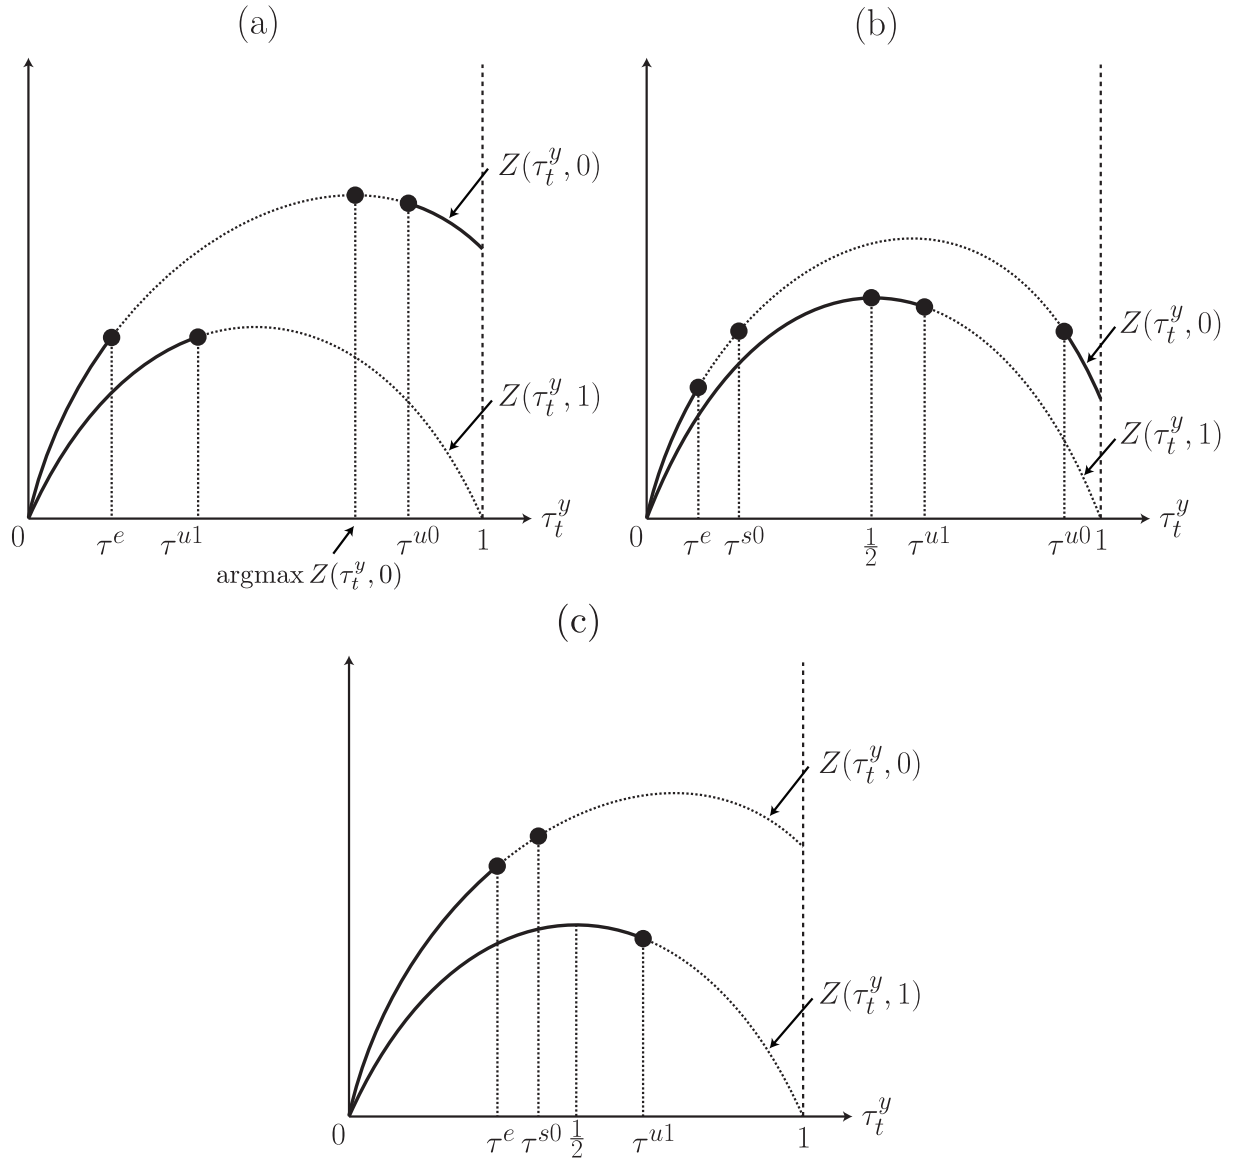 (a)
Z(τ_t^y, 0)
Z(τ_t^y, 1)
0
τ^e
τ^{u1}
τ^{u0}
1
τ_t^y
argmax Z(τ_t^y, 0)
(b)
Z(τ_t^y, 0)
Z(τ_t^y, 1)
0
τ^e
τ^{s0}
1/2
τ^{u1}
τ^{u0}
1
τ_t^y
(c)
Z(τ_t^y, 0)
Z(τ_t^y, 1)
0
τ^e
τ^{s0}
1/2
τ^{u1}
1
τ_t^y